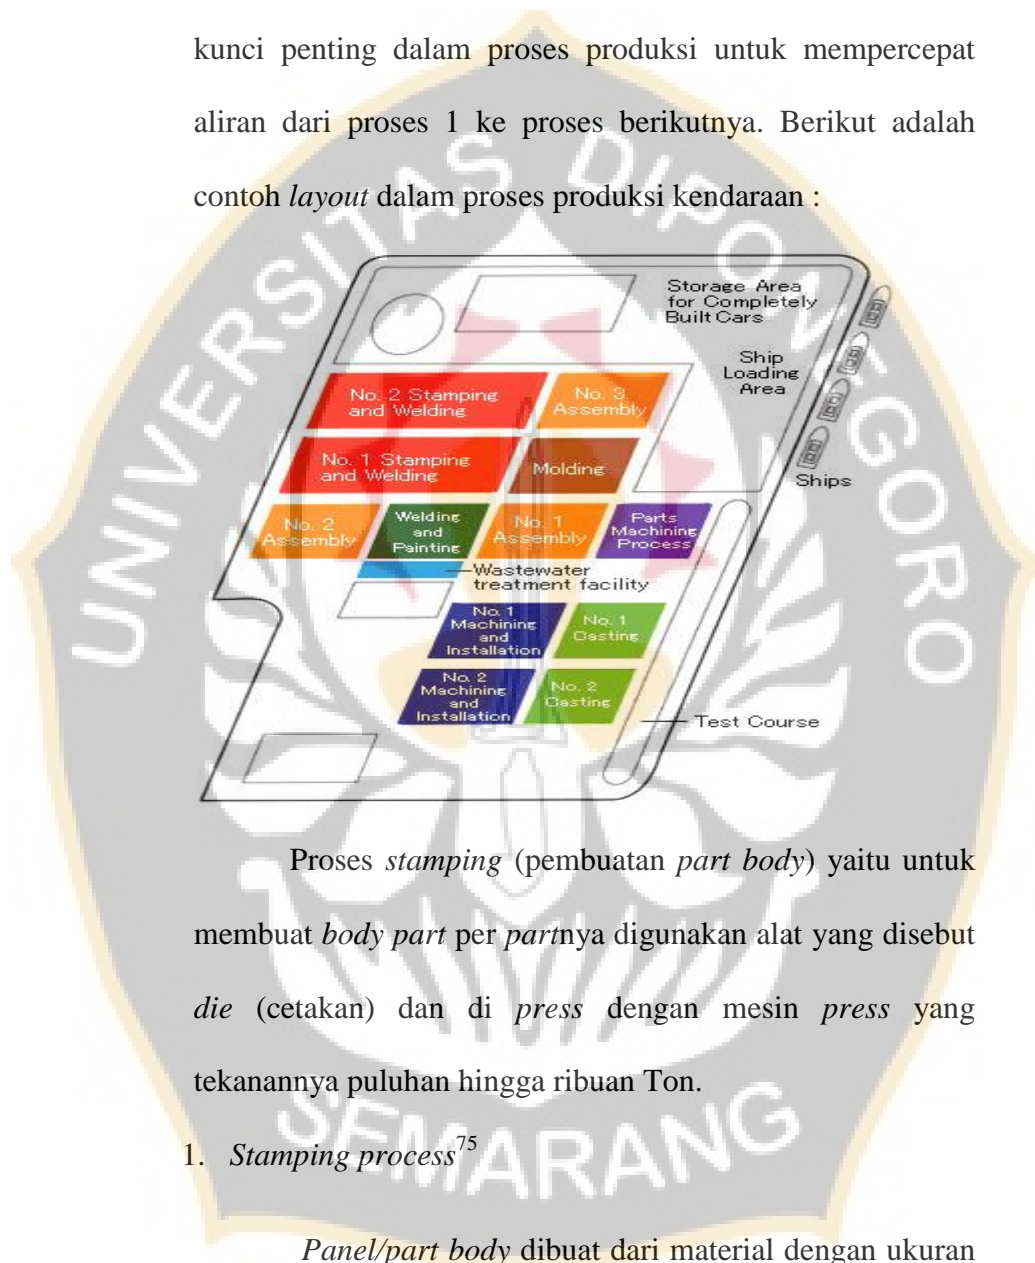 kunci penting dalam proses produksi untuk mempercepat
aliran dari proses 1 ke proses berikutnya. Berikut adalah
contoh layout dalam proses produksi kendaraan :
UNIVERSITAS DIPONEGORO
Storage Area
for Completely
Built Cars
Ship
Loading
Area
Ships
No. 2 Stamping
and Welding
No. 3
Assembly
No. 1 Stamping
and Welding
Molding
No. 2
Assembly
Welding
and
Painting
No. 1
Assembly
Parts
Machining
Process
Wastewater
treatment facility
No. 1
Machining
and
Installation
No. 1
Casting
No. 2
Machining
and
Installation
No. 2
Casting
Test Course
Proses stamping (pembuatan part body) yaitu untuk
membuat body part per partnya digunakan alat yang disebut
die (cetakan) dan di press dengan mesin press yang
tekanannya puluhan hingga ribuan Ton.
SEMARANG
1. Stamping process75
Panel/part body dibuat dari material dengan ukuran